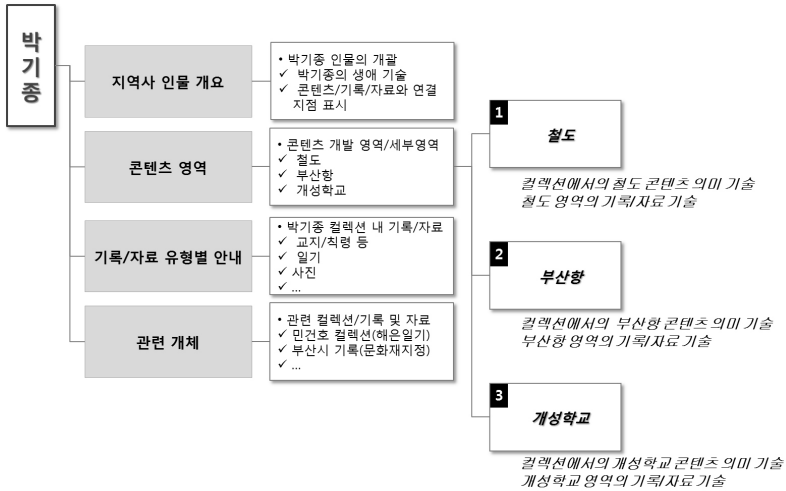 박기종
지역사 인물 개요
• 박기종 인물의 개괄
✓ 박기종의 생애 기술
✓ 콘텐츠/기록/자료와 연결
지점 표시
콘텐츠 영역
• 콘텐츠 개발 영역/세부영역
✓ 철도
✓ 부산항
✓ 개성학교
기록/자료 유형별 안내
• 박기종 컬렉션 내 기록/자료
✓ 교지/칙령 등
✓ 일기
✓ 사진
✓ ...
관련 개체
• 관련 컬렉션/기록 및 자료
✓ 민건호 컬렉션(해은일기)
✓ 부산시 기록(문화재지정)
✓ ...
1
철도
컬렉션에서의 철도 콘텐츠 의미 기술
철도 영역의 기록/자료 기술
2
부산항
컬렉션에서의 부산항 콘텐츠 의미 기술
부산항 영역의 기록/자료 기술
3
개성학교
컬렉션에서의 개성학교 콘텐츠 의미 기술
개성학교 영역의 기록/자료 기술